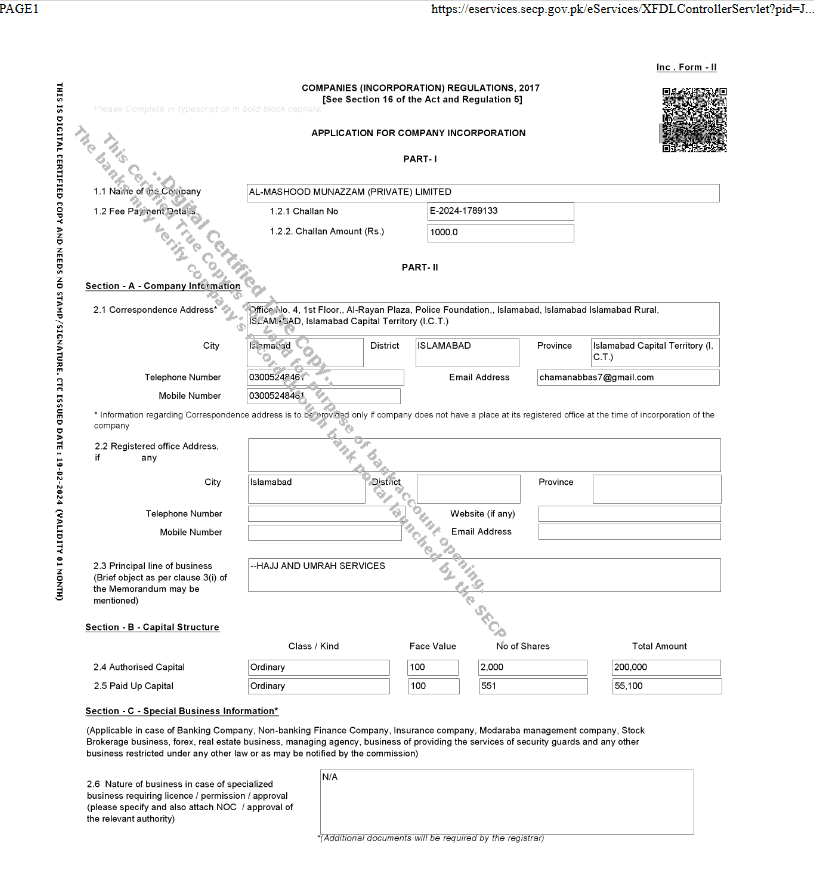 PAGE1
https://eservices.secp.gov.pk/eServices/XFDLControllerServlet?pid=J...
Inc . Form - II
COMPANIES (INCORPORATION) REGULATIONS, 2017
[See Section 16 of the Act and Regulation 5]
Please Complete in typescript or in bold block capitals.
APPLICATION FOR COMPANY INCORPORATION
PART- I
1.1 Name of the Company
AL-MASHOOD MUNAZZAM (PRIVATE) LIMITED
1.2 Fee Payment Details
1.2.1 Challan No
E-2024-1789133
1.2.2. Challan Amount (Rs.)
1000.0
PART- II
Section - A - Company Information
2.1 Correspondence Address*
Office No. 4, 1st Floor,, Al-Rayan Plaza, Police Foundation,, Islamabad, Islamabad Islamabad Rural,
ISLAMABAD, Islamabad Capital Territory (I.C.T.)
City
Islamabad
District
ISLAMABAD
Province
Islamabad Capital Territory (I.
C.T.)
Telephone Number
03005248461
Email Address
chamanabbas7@gmail.com
Mobile Number
03005248461
* Information regarding Correspondence address is to be provided only if company does not have a place at its registered office at the time of incorporation of the
company
2.2 Registered office Address,
if any
City
Islamabad
District
Province
Telephone Number
Website (if any)
Mobile Number
Email Address
2.3 Principal line of business
(Brief object as per clause 3(i) of
the Memorandum may be
mentioned)
--HAJJ AND UMRAH SERVICES
Section - B - Capital Structure
Class / Kind
Face Value
No of Shares
Total Amount
2.4 Authorised Capital
Ordinary
100
2,000
200,000
2.5 Paid Up Capital
Ordinary
100
551
55,100
Section - C - Special Business Information*
(Applicable in case of Banking Company, Non-banking Finance Company, Insurance company, Modaraba management company, Stock
Brokerage business, forex, real estate business, managing agency, business of providing the services of security guards and any other
business restricted under any other law or as may be notified by the commission)
2.6 Nature of business in case of specialized
business requiring licence / permission / approval
(please specify and also attach NOC / approval of
the relevant authority)
N/A
*(Additional documents will be required by the registrar)
THIS IS DIGITAL CERTIFIED COPY AND NEEDS NO STAMP/SIGNATURE, CTC ISSUED DATE : 19-02-2024 (VALIDITY 01 MONTH)
..Digital Certified True Copy..
This Certified True Copy is valid for purpose of bank account opening.
The banks may verify company's record through bank portal launched by the SECP